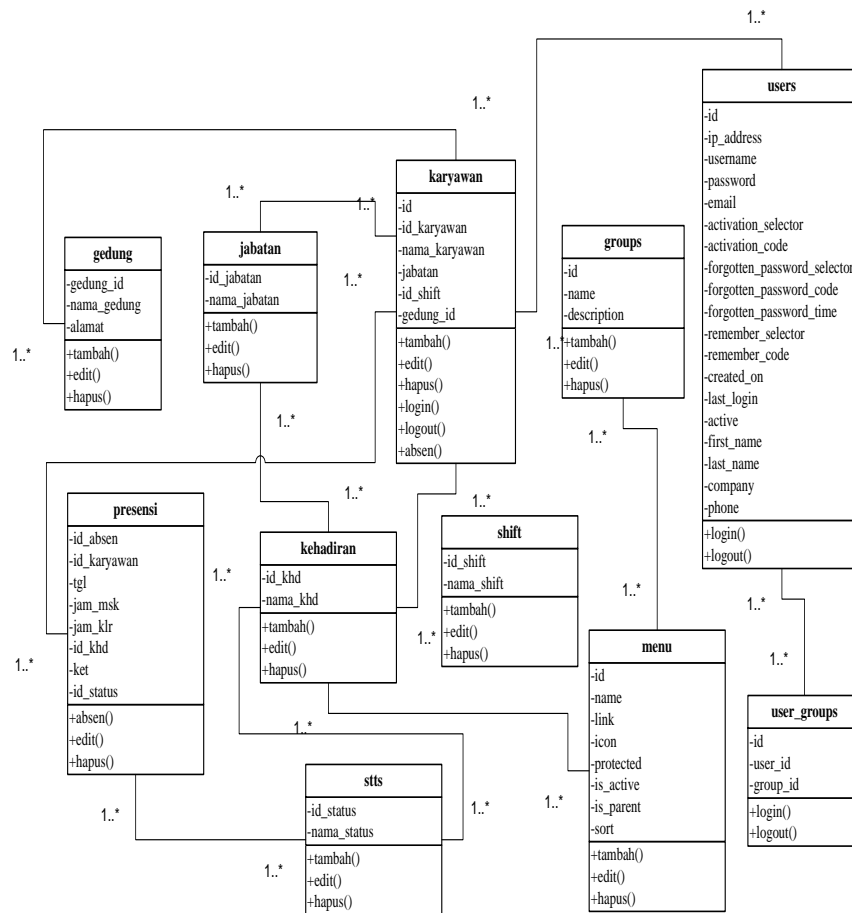 1..*
users
-id
-ip_address
-username
-password
-email
-activation_selector
-activation_code
-forgotten_password_selector
-forgotten_password_code
-forgotten_password_time
-remember_selector
-remember_code
-created_on
-last_login
-active
-first_name
-last_name
-company
-phone
+login()
+logout()
1..*
1..*
karyawan
-id
-id_karyawan
-nama_karyawan
-jabatan
-id_shift
-gedung_id
+tambah()
+edit()
+hapus()
+login()
+logout()
+absen()
1..*
1..*
1..*
1..*
jabatan
-id_jabatan
-nama_jabatan
+tambah()
+edit()
+hapus()
1..*
gedung
-gedung_id
-nama_gedung
-alamat
+tambah()
+edit()
+hapus()
1..*
groups
-id
-name
-description
+tambah()
+edit()
+hapus()
1..*
1..*
presensi
-id_absen
-id_karyawan
-tgl
-jam_msk
-jam_klr
-id_khd
-ket
-id_status
+absen()
+edit()
+hapus()
1..*
1..*
1..*
1..*
kehadiran
-id_khd
-nama_khd
+tambah()
+edit()
+hapus()
1..*
1..*
shift
-id_shift
-nama_shift
+tambah()
+edit()
+hapus()
menu
-id
-name
-link
-icon
-protected
-is_active
-is_parent
-sort
+tambah()
+edit()
+hapus()
1..*
1..*
user_groups
-id
-user_id
-group_id
+login()
+logout()
1..*
stts
-id_status
-nama_status
+tambah()
+edit()
+hapus()
1..*
1..*